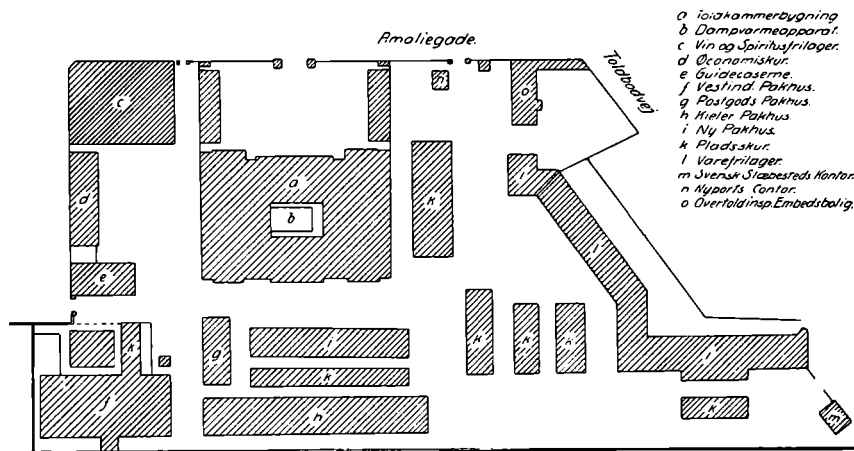 Amaliegade.
Toldbodvej
a Toldkammerbygning
b Dampvarmeapparat.
c Vin og Spiritusfrilager.
d Økonomiskur.
e Guidecaserne.
f Vestind. Pakhus.
g Postgods Pakhus.
h Kieler Pakhus
i Ny Pakhus.
k Pladsskur.
l Varefrilager.
m Svensk Slæbesteds Kontor.
n Nyports Contor.
o Overtoldinsp. Embedsbolig.
c
n
o
a
d
k
l
b
l
e
g
i
k
k
k
k
k
l
f
h
k
m